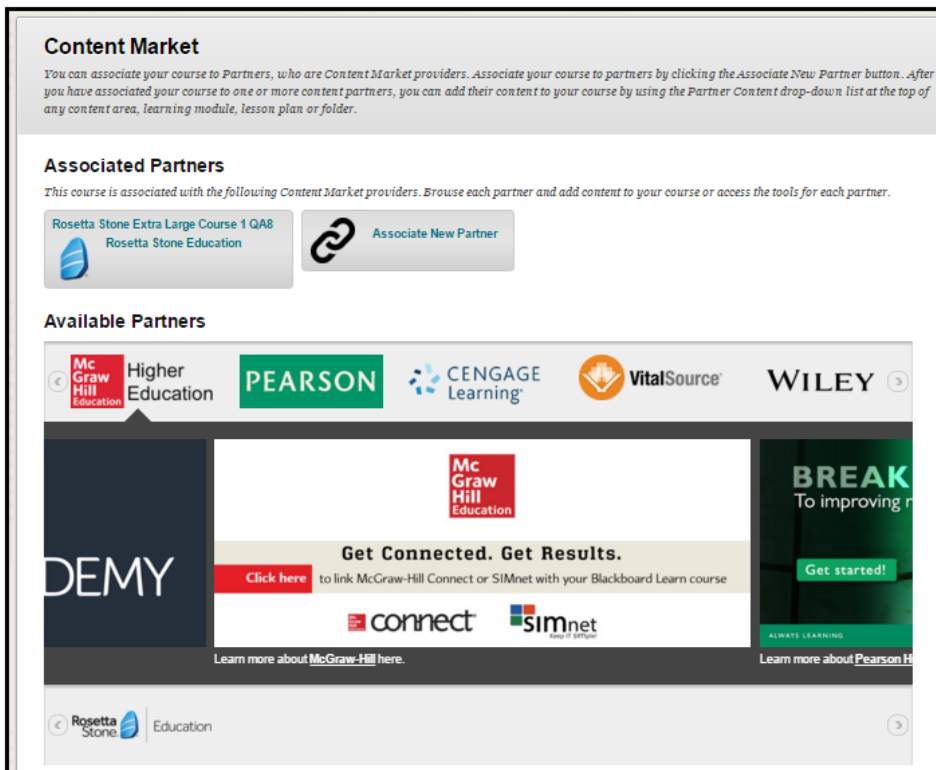 Content Market
You can associate your course to Partners, who are Content Market providers. Associate your course to partners by clicking the Associate New Partner button. After
you have associated your course to one or more content partners, you can add their content to your course by using the Partner Content drop-down list at the top of
any content area, learning module, lesson plan or folder.
Associated Partners
This course is associated with the following Content Market providers. Browse each partner and add content to your course or access the tools for each partner.
Rosetta Stone Extra Large Course 1 QA8
Rosetta Stone Education
Associate New Partner
Available Partners
Mc
Graw
Hill
Education
Higher
Education
PEARSON
CENGAGE
Learning
VitalSource
WILEY
DEMY
Mc
Graw
Hill
Education
Get Connected. Get Results.
Click here to link McGraw-Hill Connect or SIMnet with your Blackboard Learn course
connect
SIMnet
Keep IT SIMple!
Learn more about McGraw-Hill here.
BREAK
To improving
Get started!
ALWAYS LEARNING
Learn more about Pearson
Rosetta
Stone
Education